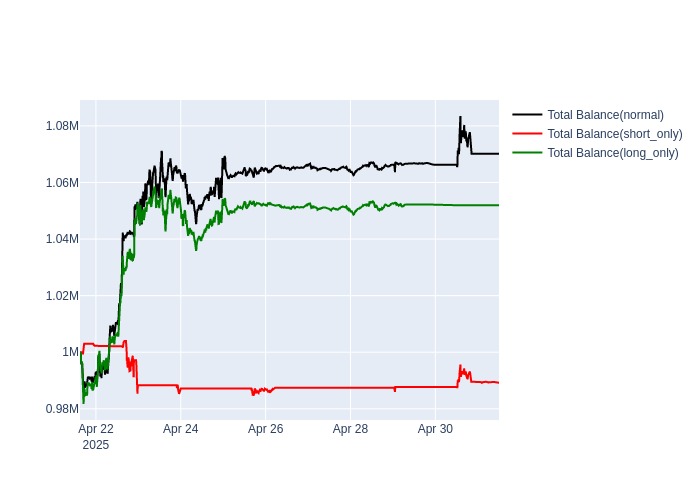 Total Balance(normal)
Total Balance(short_only)
Total Balance(long_only)
1.08M
1.06M
1.04M
1.02M
1M
0.98M
Apr 22
2025
Apr 24
Apr 26
Apr 28
Apr 30